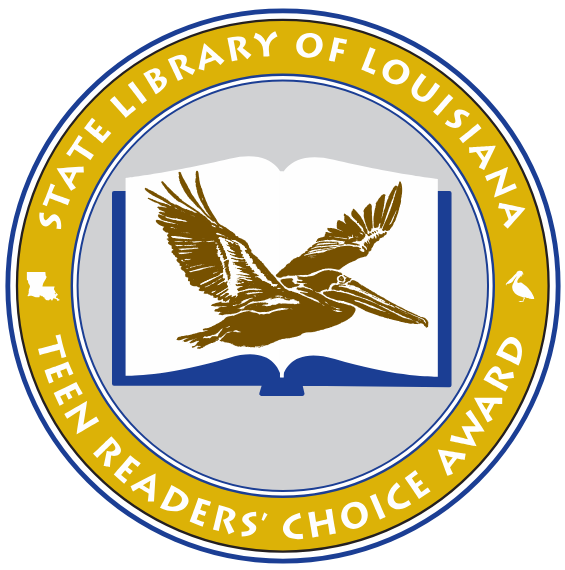 STATE LIBRARY OF LOUISIANA
TEEN READERS' CHOICE AWARD